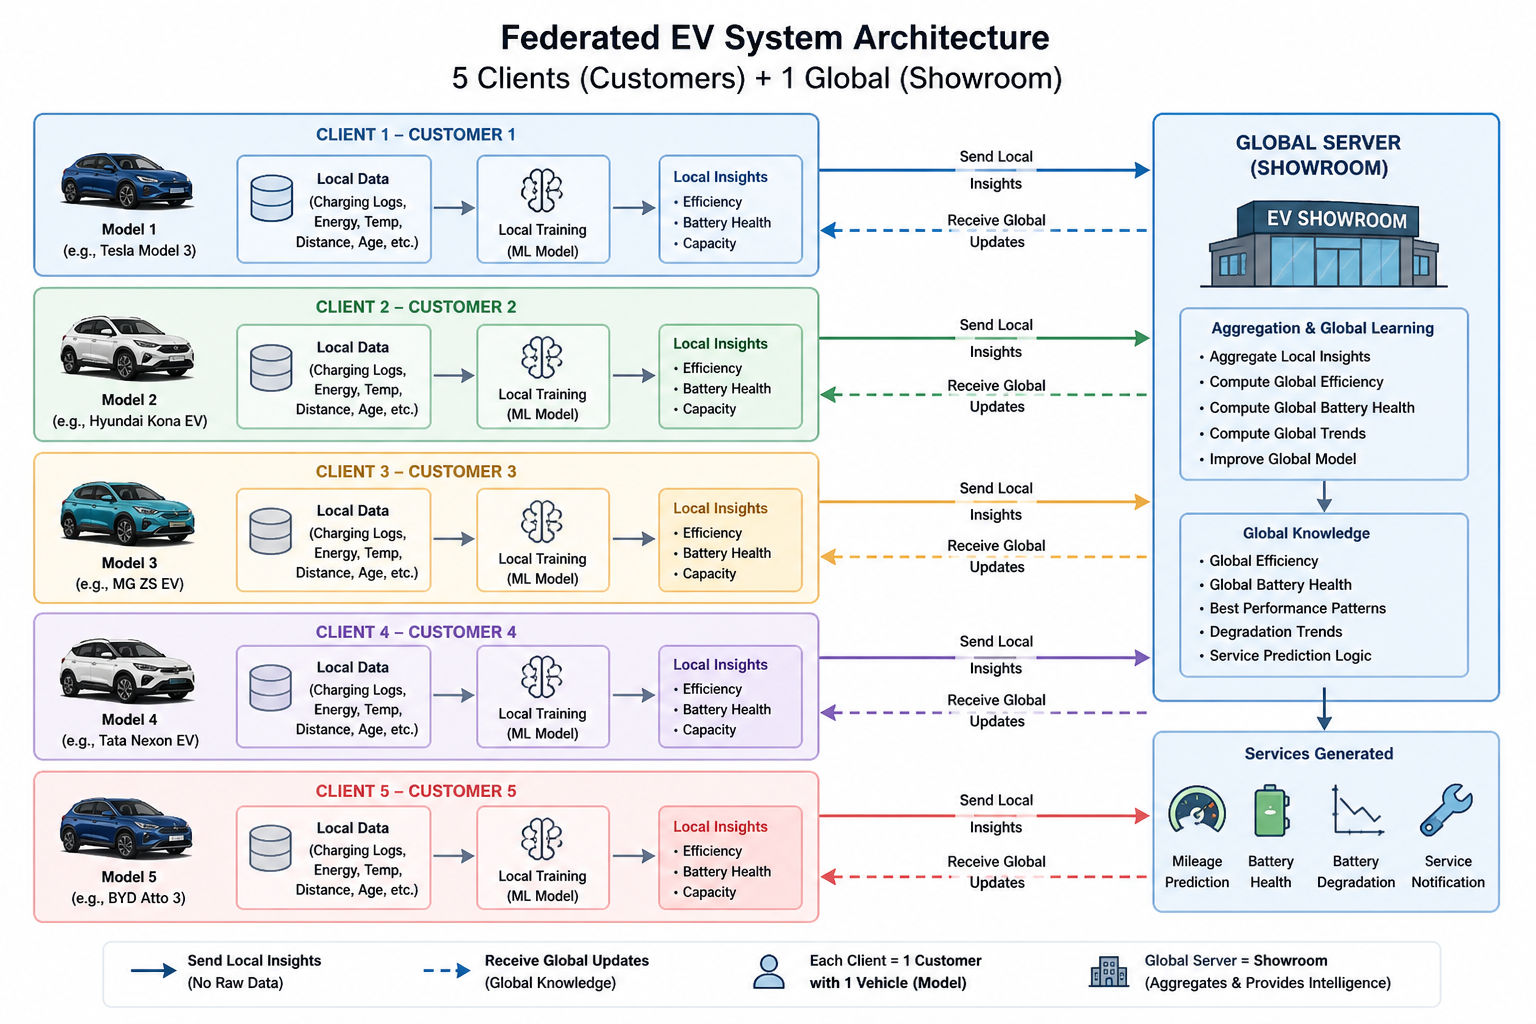 Federated EV System Architecture
5 Clients (Customers) + 1 Global (Showroom)
CLIENT 1 – CUSTOMER 1
Model 1
(e.g., Tesla Model 3)
Local Data
(Charging Logs,
Energy, Temp,
Distance, Age, etc.)
Local Training
(ML Model)
Local Insights
• Efficiency
• Battery Health
• Capacity
Send Local
Insights
Receive Global
Updates
CLIENT 2 – CUSTOMER 2
Model 2
(e.g., Hyundai Kona EV)
Local Data
(Charging Logs,
Energy, Temp,
Distance, Age, etc.)
Local Training
(ML Model)
Local Insights
• Efficiency
• Battery Health
• Capacity
Send Local
Insights
Receive Global
Updates
CLIENT 3 – CUSTOMER 3
Model 3
(e.g., MG ZS EV)
Local Data
(Charging Logs,
Energy, Temp,
Distance, Age, etc.)
Local Training
(ML Model)
Local Insights
• Efficiency
• Battery Health
• Capacity
Send Local
Insights
Receive Global
Updates
CLIENT 4 – CUSTOMER 4
Model 4
(e.g., Tata Nexon EV)
Local Data
(Charging Logs,
Energy, Temp,
Distance, Age, etc.)
Local Training
(ML Model)
Local Insights
• Efficiency
• Battery Health
• Capacity
Send Local
Insights
Receive Global
Updates
CLIENT 5 – CUSTOMER 5
Model 5
(e.g., BYD Atto 3)
Local Data
(Charging Logs,
Energy, Temp,
Distance, Age, etc.)
Local Training
(ML Model)
Local Insights
• Efficiency
• Battery Health
• Capacity
Send Local
Insights
Receive Global
Updates
GLOBAL SERVER
(SHOWROOM)
EV SHOWROOM
Aggregation & Global Learning
• Aggregate Local Insights
• Compute Global Efficiency
• Compute Global Battery Health
• Compute Global Trends
• Improve Global Model
Global Knowledge
• Global Efficiency
• Global Battery Health
• Best Performance Patterns
• Degradation Trends
• Service Prediction Logic
Services Generated
Mileage
Prediction
Battery
Health
Battery
Degradation
Service
Notification
Send Local Insights
(No Raw Data)
Receive Global Updates
(Global Knowledge)
Each Client = 1 Customer
with 1 Vehicle (Model)
Global Server = Showroom
(Aggregates & Provides Intelligence)